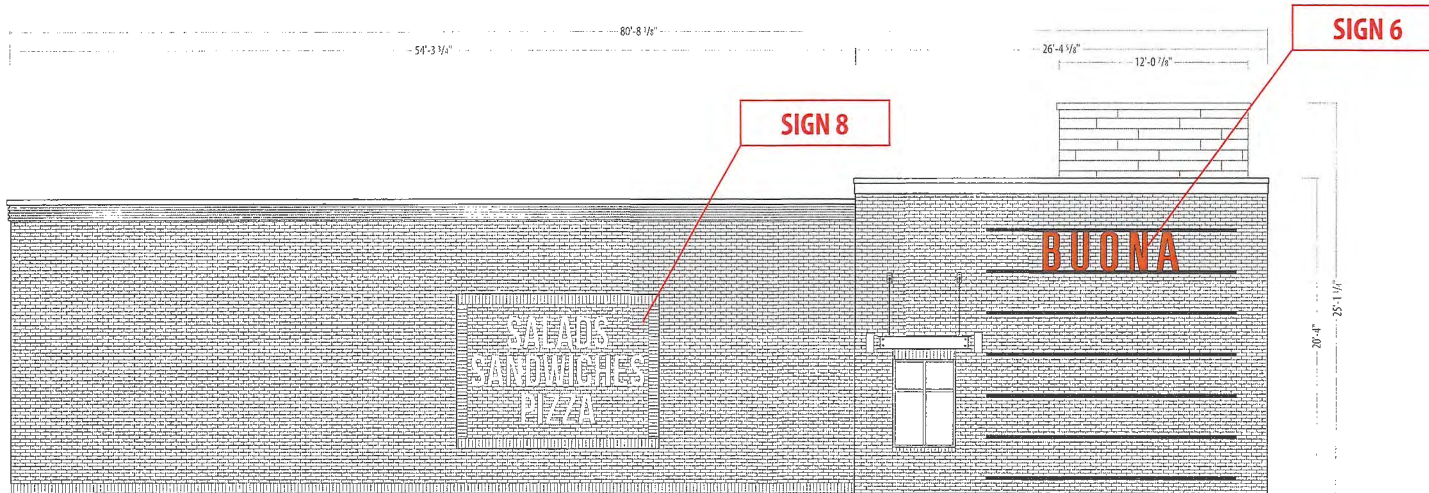 80'-8 1/8"
54'-3 3/4"
26'-4 5/8"
12'-0 7/8"
SIGN 6
SIGN 8
BUONA
SALADS
SANDWICHES
PIZZA
20'-4"
25'-1 1/4"